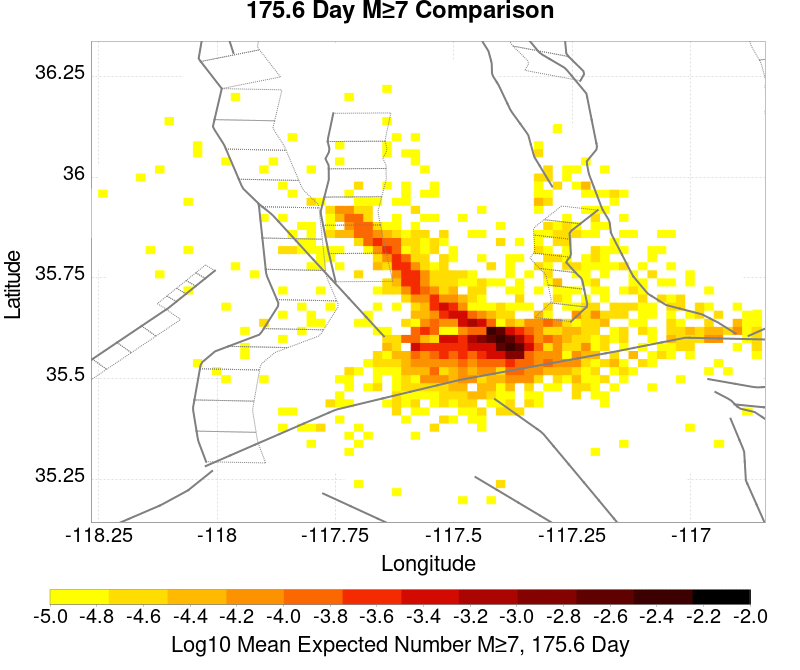 175.6 Day M≥7 Comparison
36.25
36
35.75
35.5
35.25
Latitude
-118.25 -118 -117.75 -117.5 -117.25 -117
Longitude
-5.0 -4.8 -4.6 -4.4 -4.2 -4.0 -3.8 -3.6 -3.4 -3.2 -3.0 -2.8 -2.6 -2.4 -2.2 -2.0
Log10 Mean Expected Number M≥7, 175.6 Day